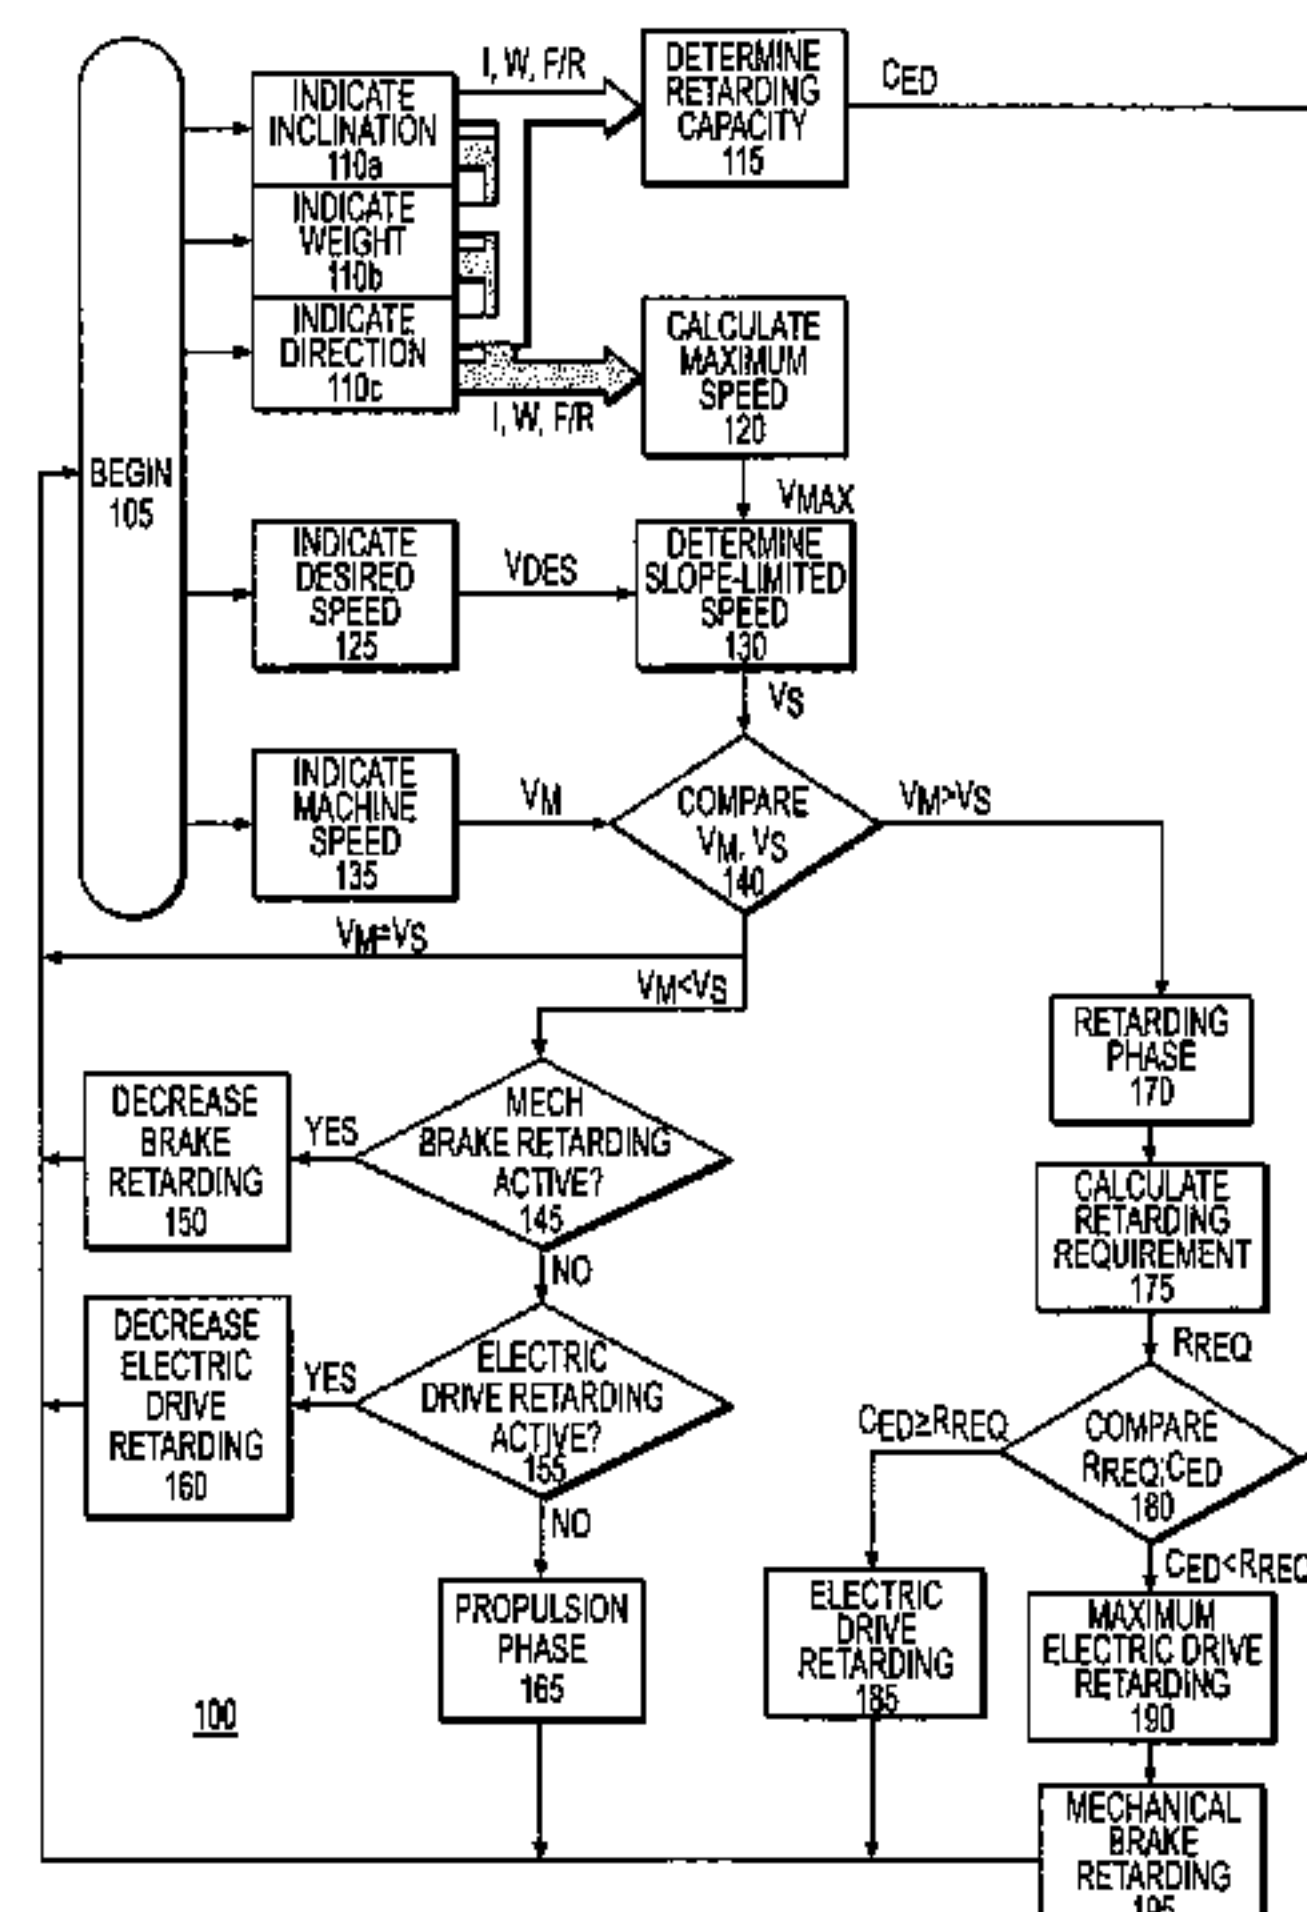 I, W, F/R
DETERMINE
RETARDING
CAPACITY
115
CED
INDICATE
INCLINATION
110a
INDICATE
WEIGHT
110b
INDICATE
DIRECTION
110c
I, W, F/R
CALCULATE
MAXIMUM
SPEED
120
BEGIN
105
VMAX
INDICATE
DESIRED
SPEED
125
VDES
DETERMINE
SLOPE-LIMITED
SPEED
130
VS
INDICATE
MACHINE
SPEED
135
VM
COMPARE
VM, VS
140
VM>VS
VM=VS
VM<VS
RETARDING
PHASE
170
DECREASE
BRAKE
RETARDING
150
YES
MECH
BRAKE RETARDING
ACTIVE?
145
NO
CALCULATE
RETARDING
REQUIREMENT
175
RREQ
DECREASE
ELECTRIC
DRIVE
RETARDING
160
YES
ELECTRIC
DRIVE RETARDING
ACTIVE?
155
NO
CED≥RREQ
COMPARE
RREQ;CED
180
CED<RREQ
PROPULSION
PHASE
165
ELECTRIC
DRIVE
RETARDING
185
MAXIMUM
ELECTRIC DRIVE
RETARDING
190
100
MECHANICAL
BRAKE
RETARDING
195